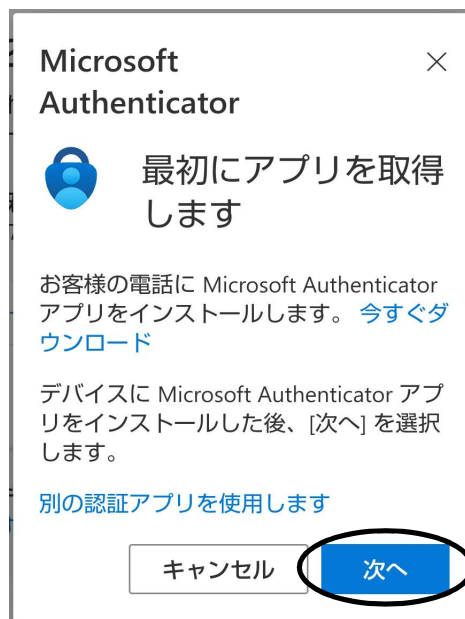 Microsoft
Authenticator
最初にアプリを取得
します
お客様の電話に Microsoft Authenticator
アプリをインストールします。 今すぐダ
ウンロード
デバイスに Microsoft Authenticator アプ
リをインストールした後、[次へ] を選択
します。
別の認証アプリを使用します
キャンセル
次へ